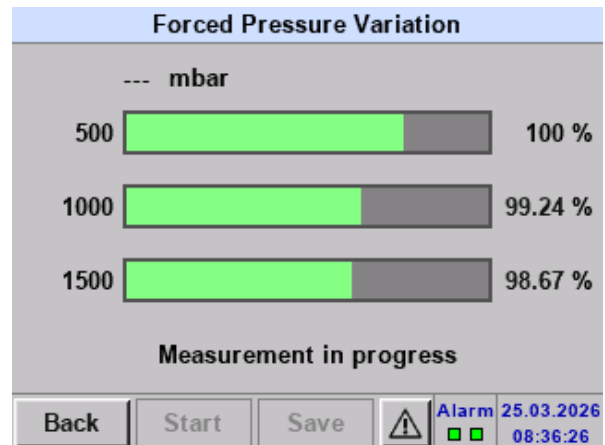 Forced Pressure Variation
--- mbar
500 100 %
1000 99.24 %
1500 98.67 %
Measurement in progress
Back Start Save Alarm 25.03.2026
08:36:26